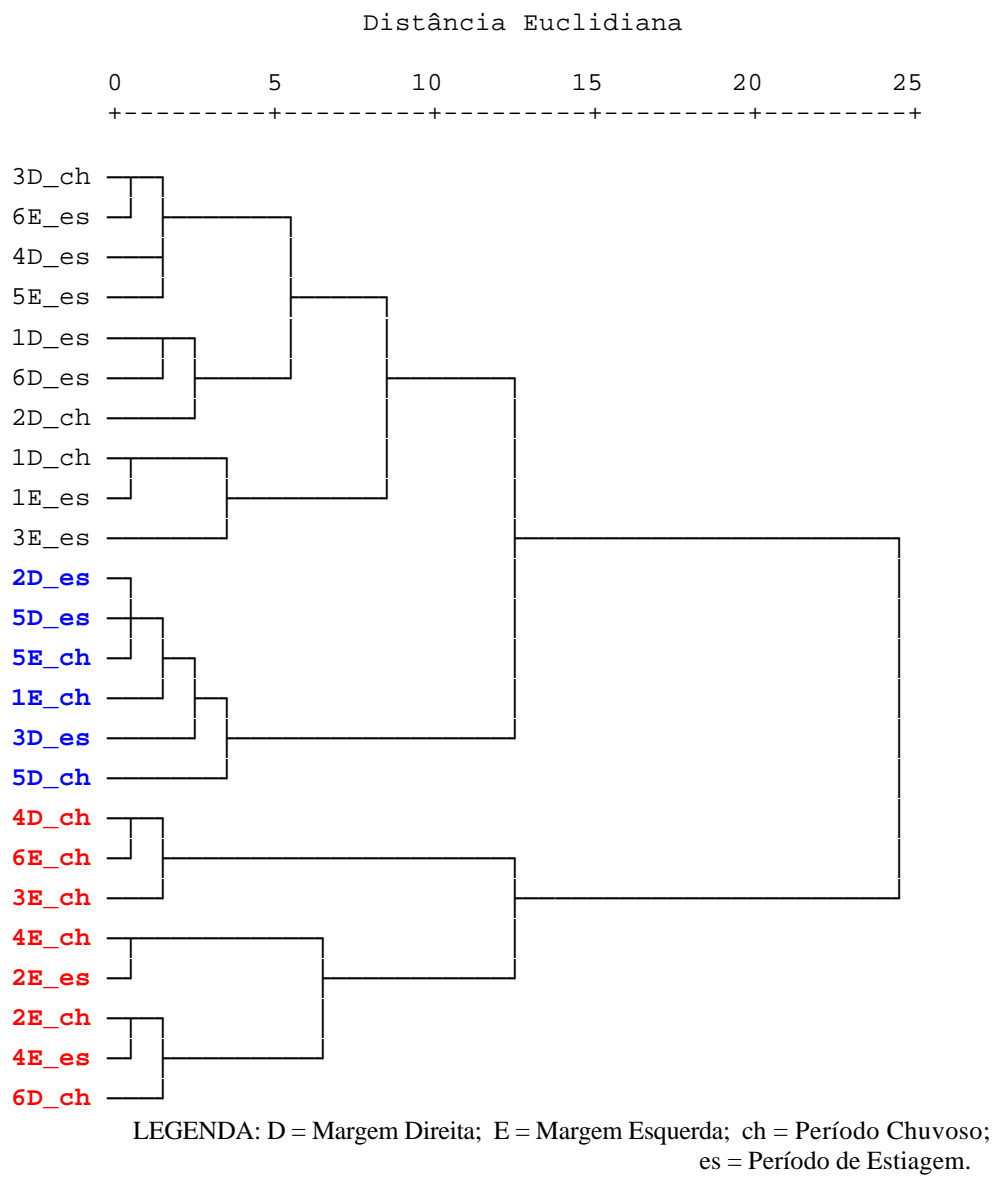 Distância Euclidiana
0 5 10 15 20 25
+------+---------+---------+---------+---------+
3D_ch
6E_es
4D_es
5E_es
1D_es
6D_es
2D_ch
1D_ch
1E_es
3E_es
2D_es
5D_es
5E_ch
1E_ch
3D_es
5D_ch
4D_ch
6E_ch
3E_ch
4E_ch
2E_es
2E_ch
4E_es
6D_ch
LEGENDA: D = Margem Direita; E = Margem Esquerda; ch = Período Chuvoso;
es = Período de Estiagem.